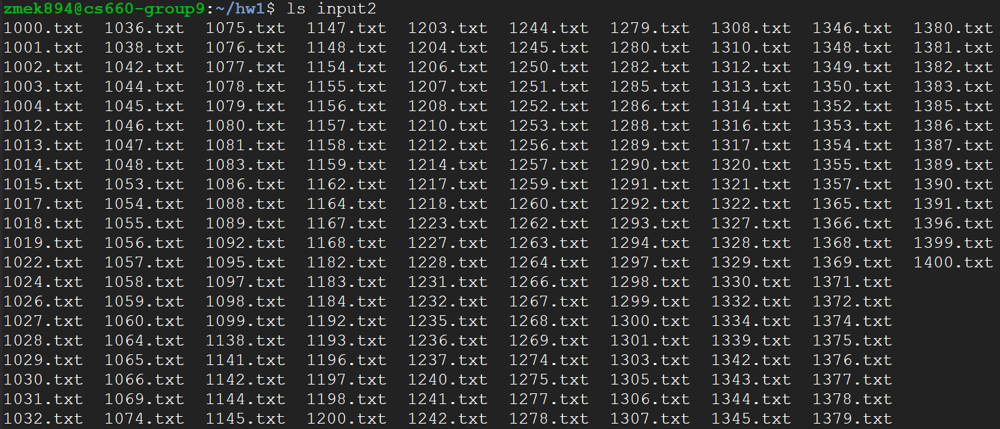 zmek894@cs660-group9:~/hw1$ ls input2
1000.txt  1036.txt  1075.txt  1147.txt  1203.txt  1244.txt  1279.txt  1308.txt  1346.txt  1380.txt
1001.txt  1038.txt  1076.txt  1148.txt  1204.txt  1245.txt  1280.txt  1310.txt  1348.txt  1381.txt
1002.txt  1042.txt  1077.txt  1154.txt  1206.txt  1250.txt  1282.txt  1312.txt  1349.txt  1382.txt
1003.txt  1044.txt  1078.txt  1155.txt  1207.txt  1251.txt  1285.txt  1313.txt  1350.txt  1383.txt
1004.txt  1045.txt  1079.txt  1156.txt  1208.txt  1252.txt  1286.txt  1314.txt  1352.txt  1385.txt
1012.txt  1046.txt  1080.txt  1157.txt  1210.txt  1253.txt  1288.txt  1316.txt  1353.txt  1386.txt
1013.txt  1047.txt  1081.txt  1158.txt  1212.txt  1256.txt  1289.txt  1317.txt  1354.txt  1387.txt
1014.txt  1048.txt  1083.txt  1159.txt  1214.txt  1257.txt  1290.txt  1320.txt  1355.txt  1389.txt
1015.txt  1053.txt  1086.txt  1162.txt  1217.txt  1259.txt  1291.txt  1321.txt  1357.txt  1390.txt
1017.txt  1054.txt  1088.txt  1164.txt  1218.txt  1260.txt  1292.txt  1322.txt  1365.txt  1391.txt
1018.txt  1055.txt  1089.txt  1167.txt  1223.txt  1262.txt  1293.txt  1327.txt  1366.txt  1396.txt
1019.txt  1056.txt  1092.txt  1168.txt  1227.txt  1263.txt  1294.txt  1328.txt  1368.txt  1399.txt
1022.txt  1057.txt  1095.txt  1182.txt  1228.txt  1264.txt  1297.txt  1329.txt  1369.txt  1400.txt
1024.txt  1058.txt  1097.txt  1183.txt  1231.txt  1266.txt  1298.txt  1330.txt  1371.txt
1026.txt  1059.txt  1098.txt  1184.txt  1232.txt  1267.txt  1299.txt  1332.txt  1372.txt
1027.txt  1060.txt  1099.txt  1192.txt  1235.txt  1268.txt  1300.txt  1334.txt  1374.txt
1028.txt  1064.txt  1138.txt  1193.txt  1236.txt  1269.txt  1301.txt  1339.txt  1375.txt
1029.txt  1065.txt  1141.txt  1196.txt  1237.txt  1274.txt  1303.txt  1342.txt  1376.txt
1030.txt  1066.txt  1142.txt  1197.txt  1240.txt  1275.txt  1305.txt  1343.txt  1377.txt
1031.txt  1069.txt  1144.txt  1192.txt  1241.txt  1277.txt  1306.txt  1344.txt  1378.txt
1032.txt  1074.txt  1145.txt  1200.txt  1242.txt  1278.txt  1307.txt  1345.txt  1379.txt